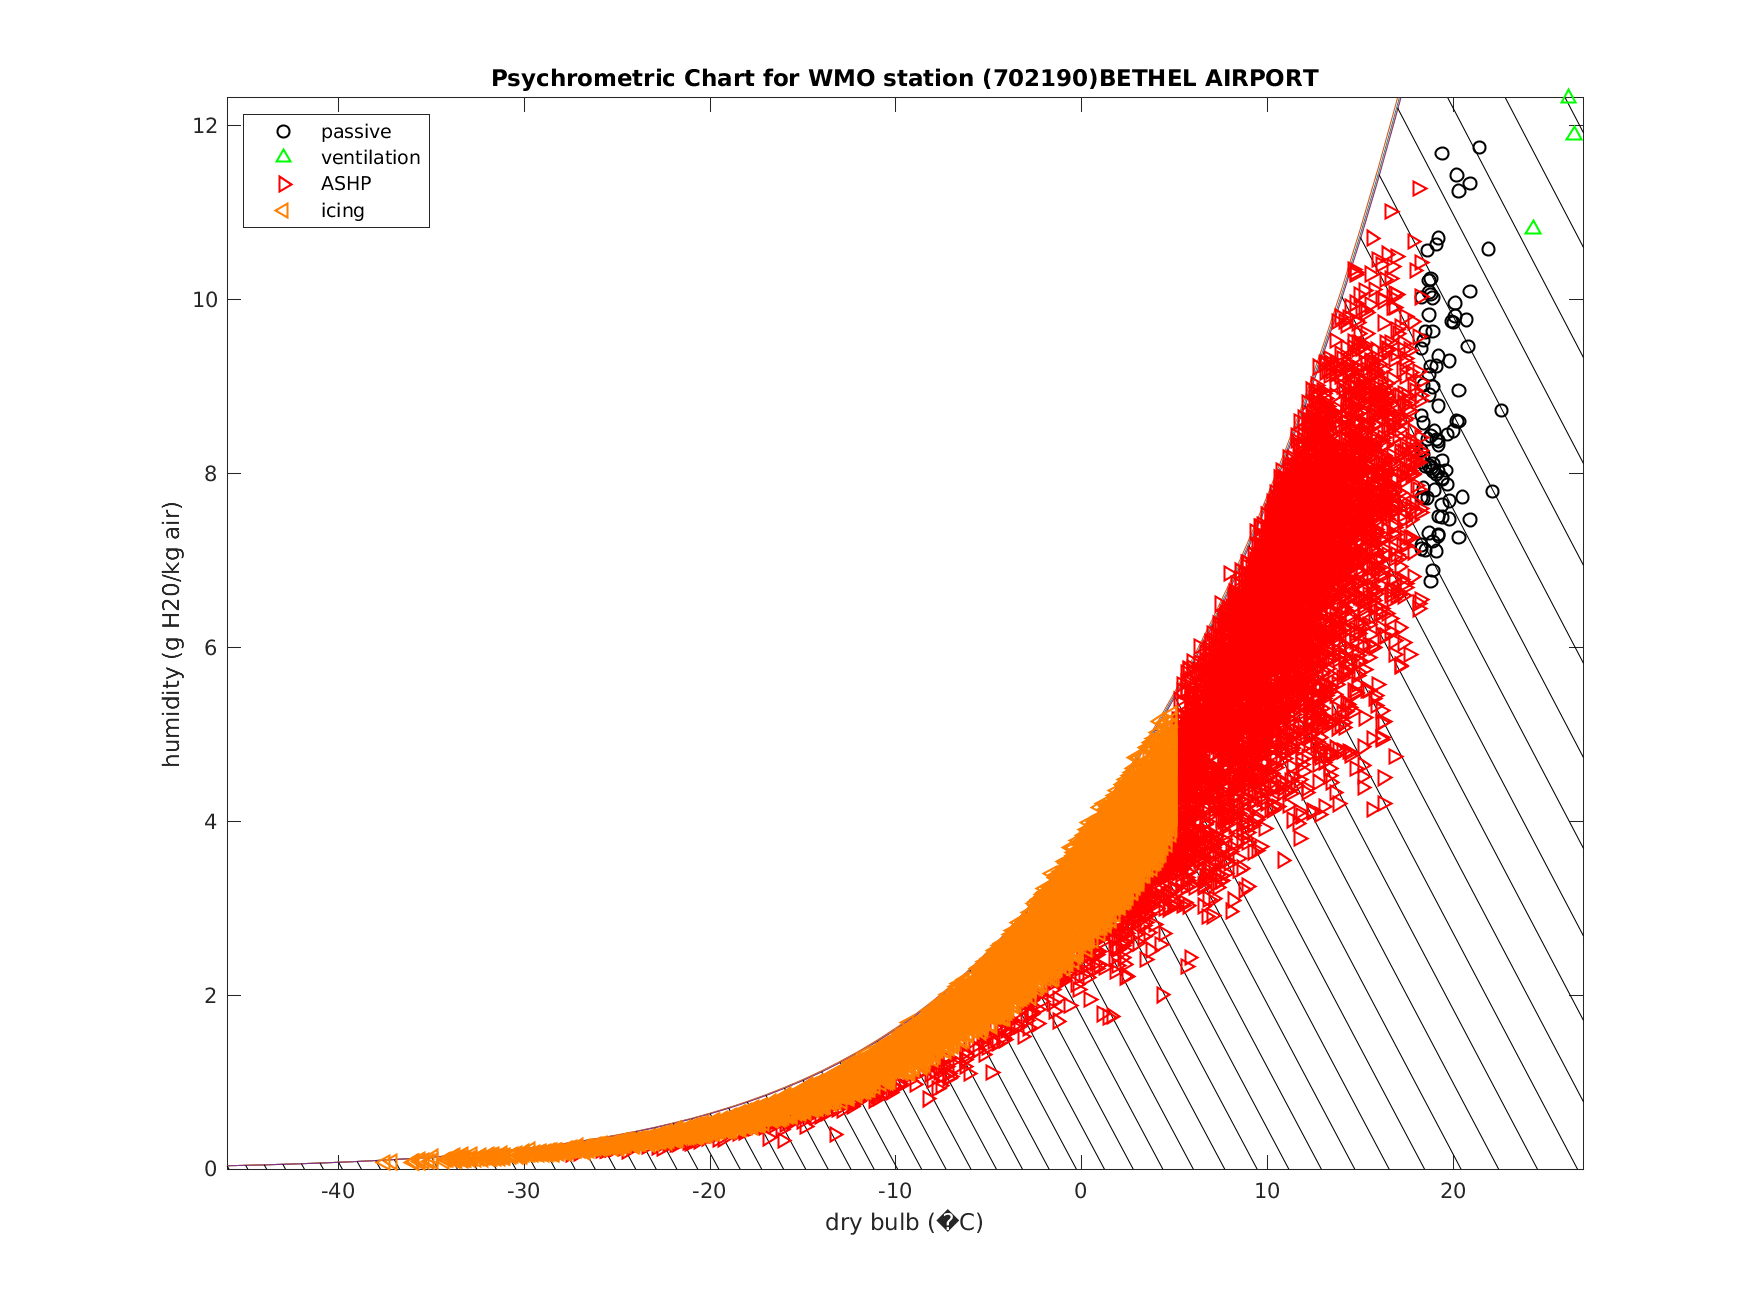 Psychrometric Chart for WMO station (702190)BETHEL AIRPORT
passive
ventilation
ASHP
icing
humidity (g H20/kg air)
12
10
8
6
4
2
0
-40 -30 -20 -10 0 10 20
dry bulb (�C)